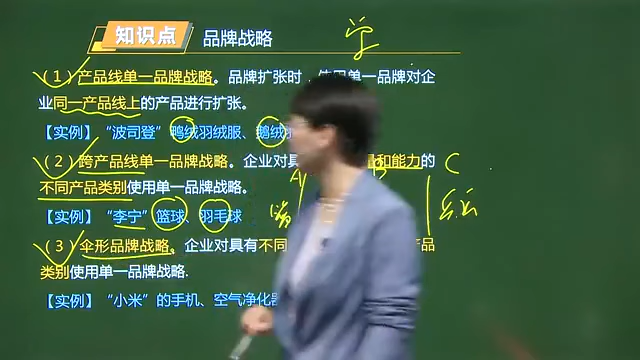 知识点 品牌战略 学
（1）产品线单一品牌战略。品牌扩张时，使用单一品牌对企
业同一产品线上的产品进行扩张。
【实例】“波司登”鸭绒羽绒服、鹅绒
（2）跨产品线单一品牌战略。企业对具 和能力的 C
不同产品类别使用单一品牌战略。
【实例】“李宁”篮球、羽毛球
（3）伞形品牌战略。企业对具有不同 产品
类别使用单一品牌战略.
【实例】“小米”的手机、空气净化器